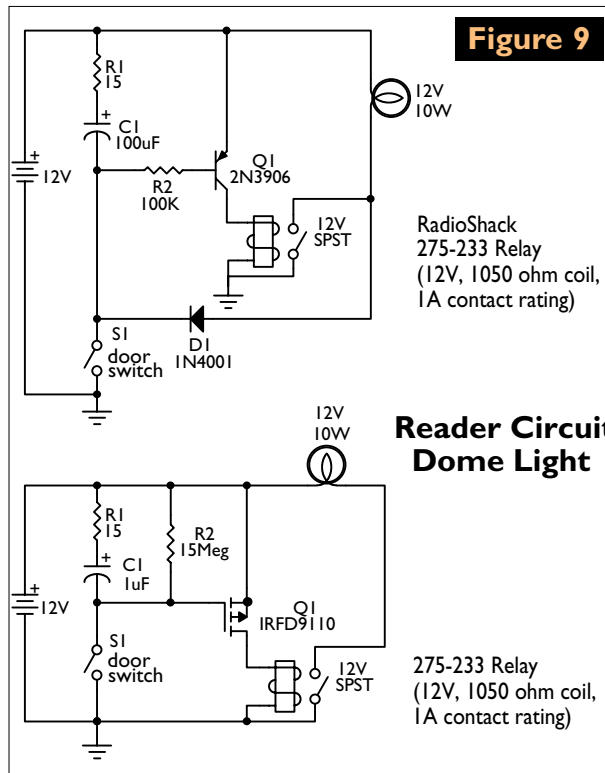 Figure 9
R1
15
12V
10W
+
C1
100uF
+
12V
R2
100K
Q1
2N3906
12V
SPST
RadioShack
275-233 Relay
(12V, 1050 ohm coil,
1A contact rating)
S1
door
switch
D1
1N4001
12V
10W
Reader Circuit
Dome Light
R1
15
R2
15Meg
+
C1
1uF
+
12V
Q1
IRFD9110
S1
door
switch
12V
SPST
275-233 Relay
(12V, 1050 ohm coil,
1A contact rating)